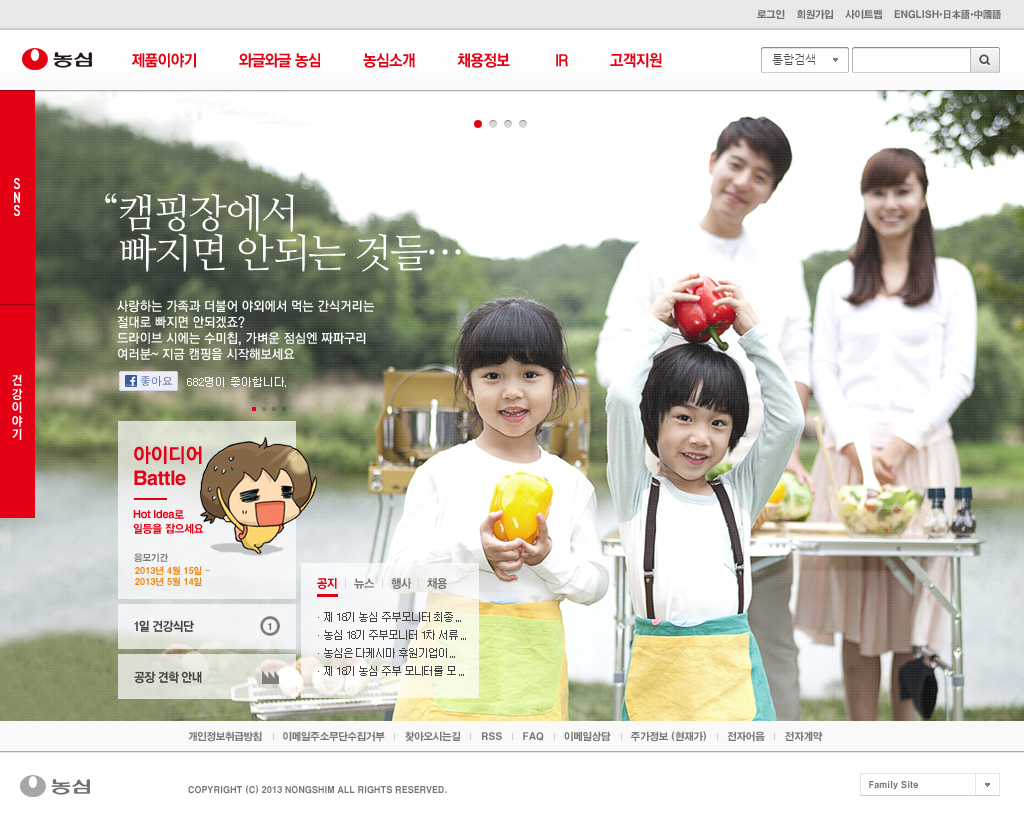 로그인 회원가입 사이트맵 ENGLISH•日本語•中國語
농심 제품이야기 와글와글 농심 농심소개 채용정보 IR 고객지원 통합검색
SNS
건강이야기
“캠핑장에서
빠지면 안되는 것들…
사랑하는 가족과 더불어 야외에서 먹는 간식거리는
절대로 빠지면 안되겠죠?
드라이브 시에는 수미칩, 가벼운 점심엔 짜파구리
여러분~ 지금 캠핑을 시작해보세요
좋아요 682명이 좋아합니다.
아이디어
Battle
Hot Idea로
일등을 잡으세요
응모기간
2013년 4월 15일 ~
2013년 5월 14일
1일 건강식단 1
공장 견학 안내
공지 뉴스 행사 채용
· 제 18기 농심 주부모니터 최종 ...
· 농심 18기 주부모니터 1차 서류 ...
· 농심은 다케시마 후원기업이...
· 제 18기 농심 주부 모니터를 모 ...
개인정보취급방침 이메일주소무단수집거부 찾아오시는길 RSS FAQ 이메일상담 주가정보 (현재가) 전자어음 전자계약
농심 COPYRIGHT (C) 2013 NONGSHIM ALL RIGHTS RESERVED. Family Site